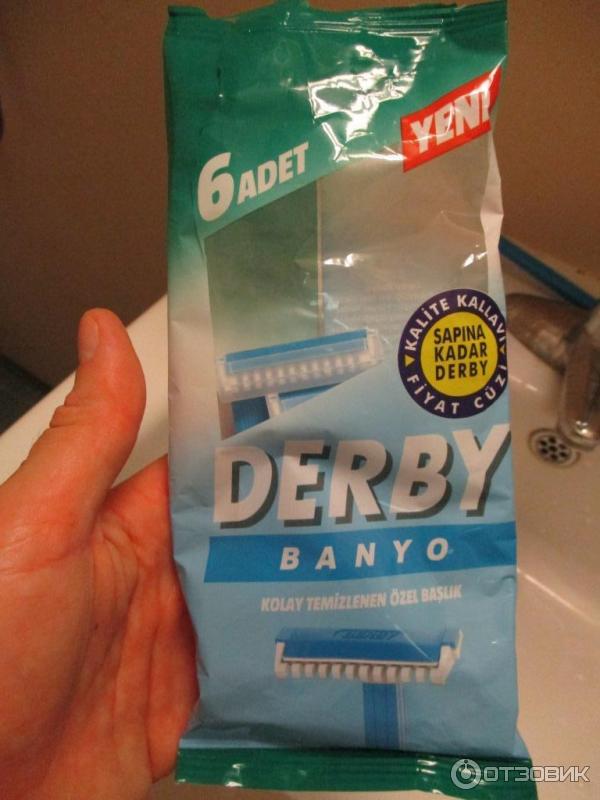 6 ADET
YENİ
KALİTE KALLAVİ
SAPINA
KADAR
DERBY
FİYAT CÜZİ
DERBY
BANYO
KOLAY TEMİZLENEN ÖZEL BAŞLIK
DERBY
ОТЗОВИК